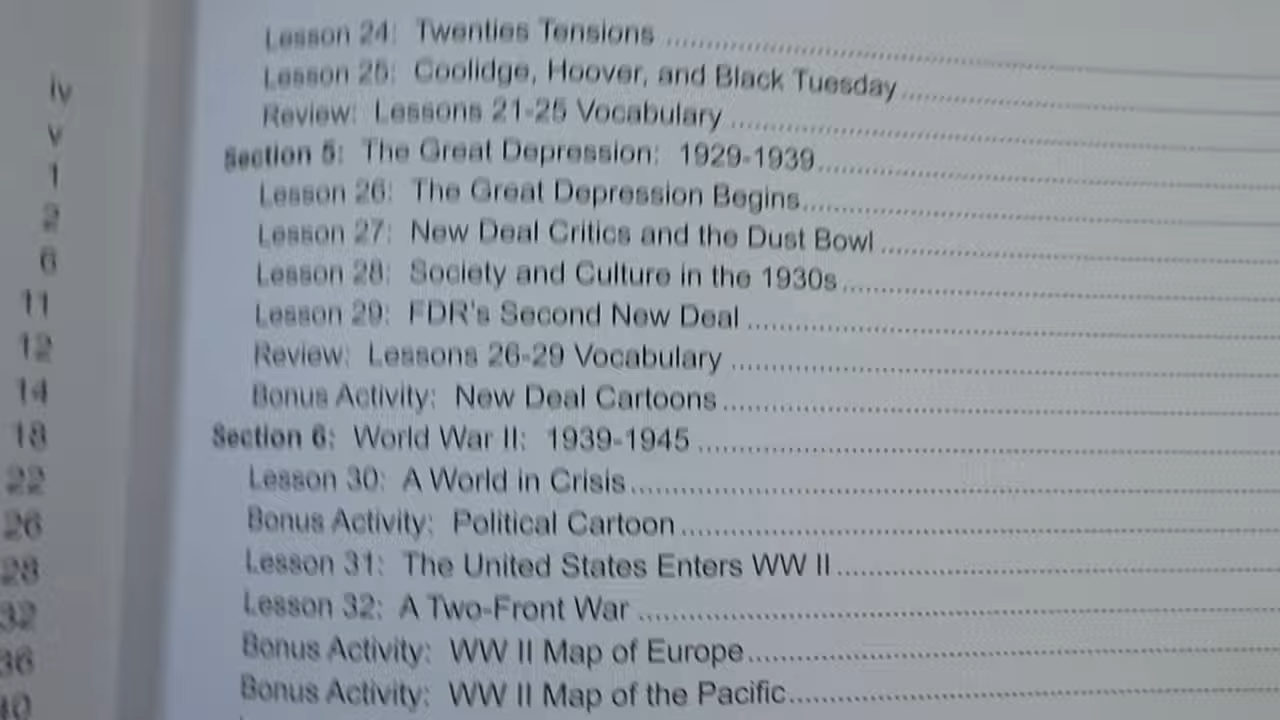 iv
v
1
2
6
11
12
14
18
22
26
28
32
36
40
Lesson 24: Twenties Tensions
Lesson 25: Coolidge, Hoover, and Black Tuesday
Review: Lessons 21-25 Vocabulary
Section 5: The Great Depression: 1929-1939
Lesson 26: The Great Depression Begins
Lesson 27: New Deal Critics and the Dust Bowl
Lesson 28: Society and Culture in the 1930s
Lesson 29: FDR's Second New Deal
Review: Lessons 26-29 Vocabulary
Bonus Activity: New Deal Cartoons
Section 6: World War II: 1939-1945
Lesson 30: A World in Crisis
Bonus Activity: Political Cartoon
Lesson 31: The United States Enters WW II
Lesson 32: A Two-Front War
Bonus Activity: WW II Map of Europe
Bonus Activity: WW II Map of the Pacific